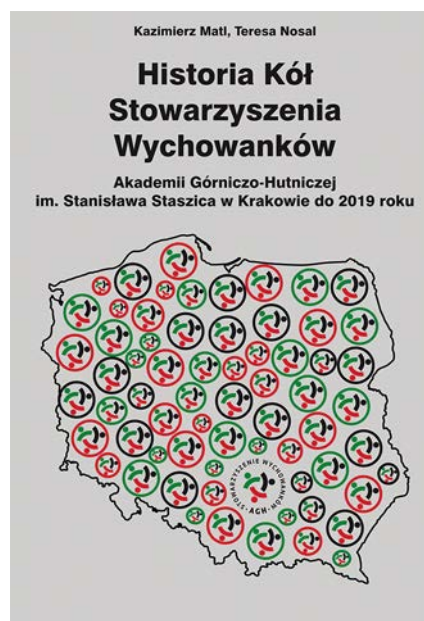 Kazimierz Matl, Teresa Nosal
Historia Kół
Stowarzyszenia
Wychowanków
Akademii Górniczo-Hutniczej
im. Stanisława Staszica w Krakowie do 2019 roku
STOWARZYSZENIE WYCHOWANKÓW
·AGH·